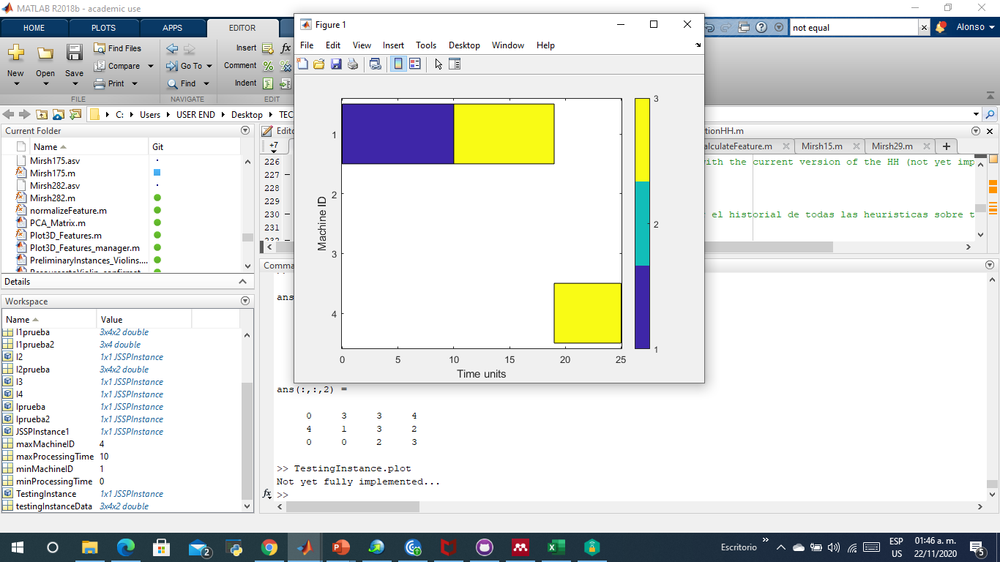 MATLAB R2018b - academic use
HOME
PLOTS
APPS
EDITOR
not equal
Alonso
New
Open
Save
Find Files
Compare
Print
FILE
Go To
Find
NAVIGATE
Insert
fx
Comment
Indent
EDIT
C:
Users
USER END
Desktop
TEC
Current Folder
Name
Git
Mirsh175.asv
Mirsh175.m
Mirsh282.asv
Mirsh282.m
normalizeFeature.m
PCA_Matrix.m
Plot3D_Features.m
Plot3D_Features_manager.m
PreliminaryInstances_Violins....
Details
Workspace
Name Value
I1prueba 3x4x2 double
I1prueba2 3x4 double
I2 1x1 JSSPInstance
I2prueba 3x4x2 double
I3 1x1 JSSPInstance
I4 1x1 JSSPInstance
Iprueba 1x1 JSSPInstance
Iprueba2 1x1 JSSPInstance
JSSPInstance1 1x1 JSSPInstance
maxMachineID 4
maxProcessingTime 10
minMachineID 1
minProcessingTime 0
TestingInstance 1x1 JSSPInstance
testingInstanceData 3x4x2 double
Figure 1
File Edit View Insert Tools Desktop Window Help
Machine ID
1
2
3
4
0 5 10 15 20 25
Time units
3
2
1
Edito
ctionHH.m
+7
alculateFeature.m
Mirsh15.m
Mirsh29.m
226
227
228
229
230
231
232
with the current version of the HH (not yet imp
el historial de todas las heuristicas sobre t
Comma
ans
ans(:,:,2) =
0 3 3 4
4 1 3 2
0 0 2 3
>> TestingInstance.plot
Not yet fully implemented...
fx >>
Escritorio
ESP
US
01:46 a. m.
22/11/2020
2
5